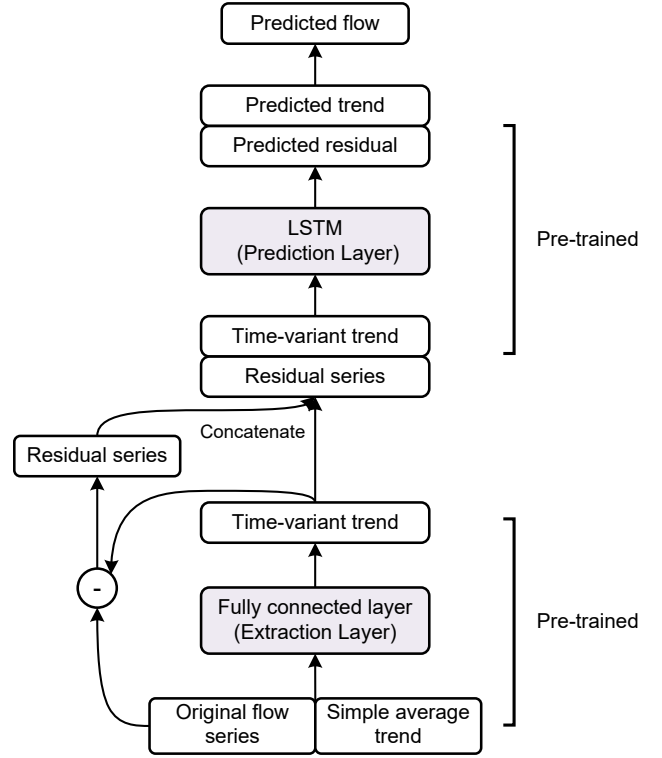 Predicted flow
Predicted trend
Predicted residual
LSTM
(Prediction Layer)
Pre-trained
Time-variant trend
Residual series
Concatenate
Residual series
Time-variant trend
-
Fully connected layer
(Extraction Layer)
Pre-trained
Original flow
series
Simple average
trend